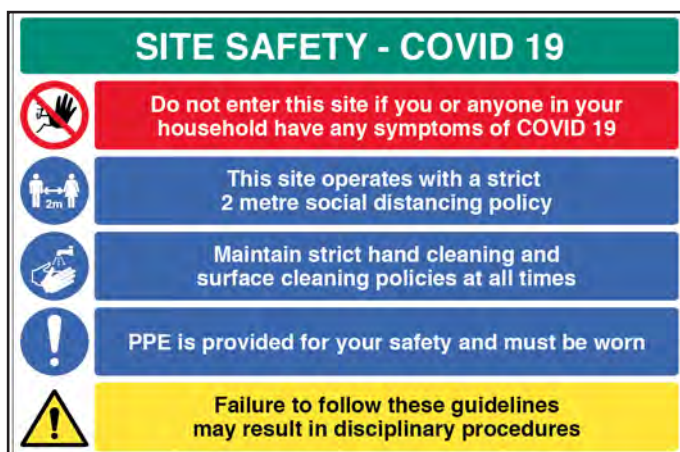 SITE SAFETY - COVID 19
Do not enter this site if you or anyone in your
household have any symptoms of COVID 19
2m
This site operates with a strict
2 metre social distancing policy
Maintain strict hand cleaning and
surface cleaning policies at all times
PPE is provided for your safety and must be worn
Failure to follow these guidelines
may result in disciplinary procedures